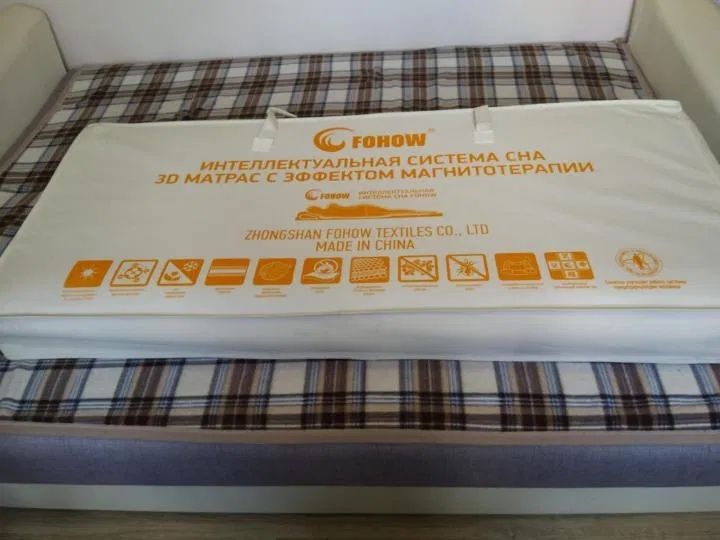 FOHOW
ИНТЕЛЛЕКТУАЛЬНАЯ СИСТЕМА СНА
3D МАТРАС С ЭФФЕКТОМ МАГНИТОТЕРАПИИ
FOHOW ИНТЕЛЛЕКТУАЛЬНАЯ
СИСТЕМА СНА FOHOW
ZHONGSHAN FOHOW TEXTILES CO., LTD
MADE IN CHINA